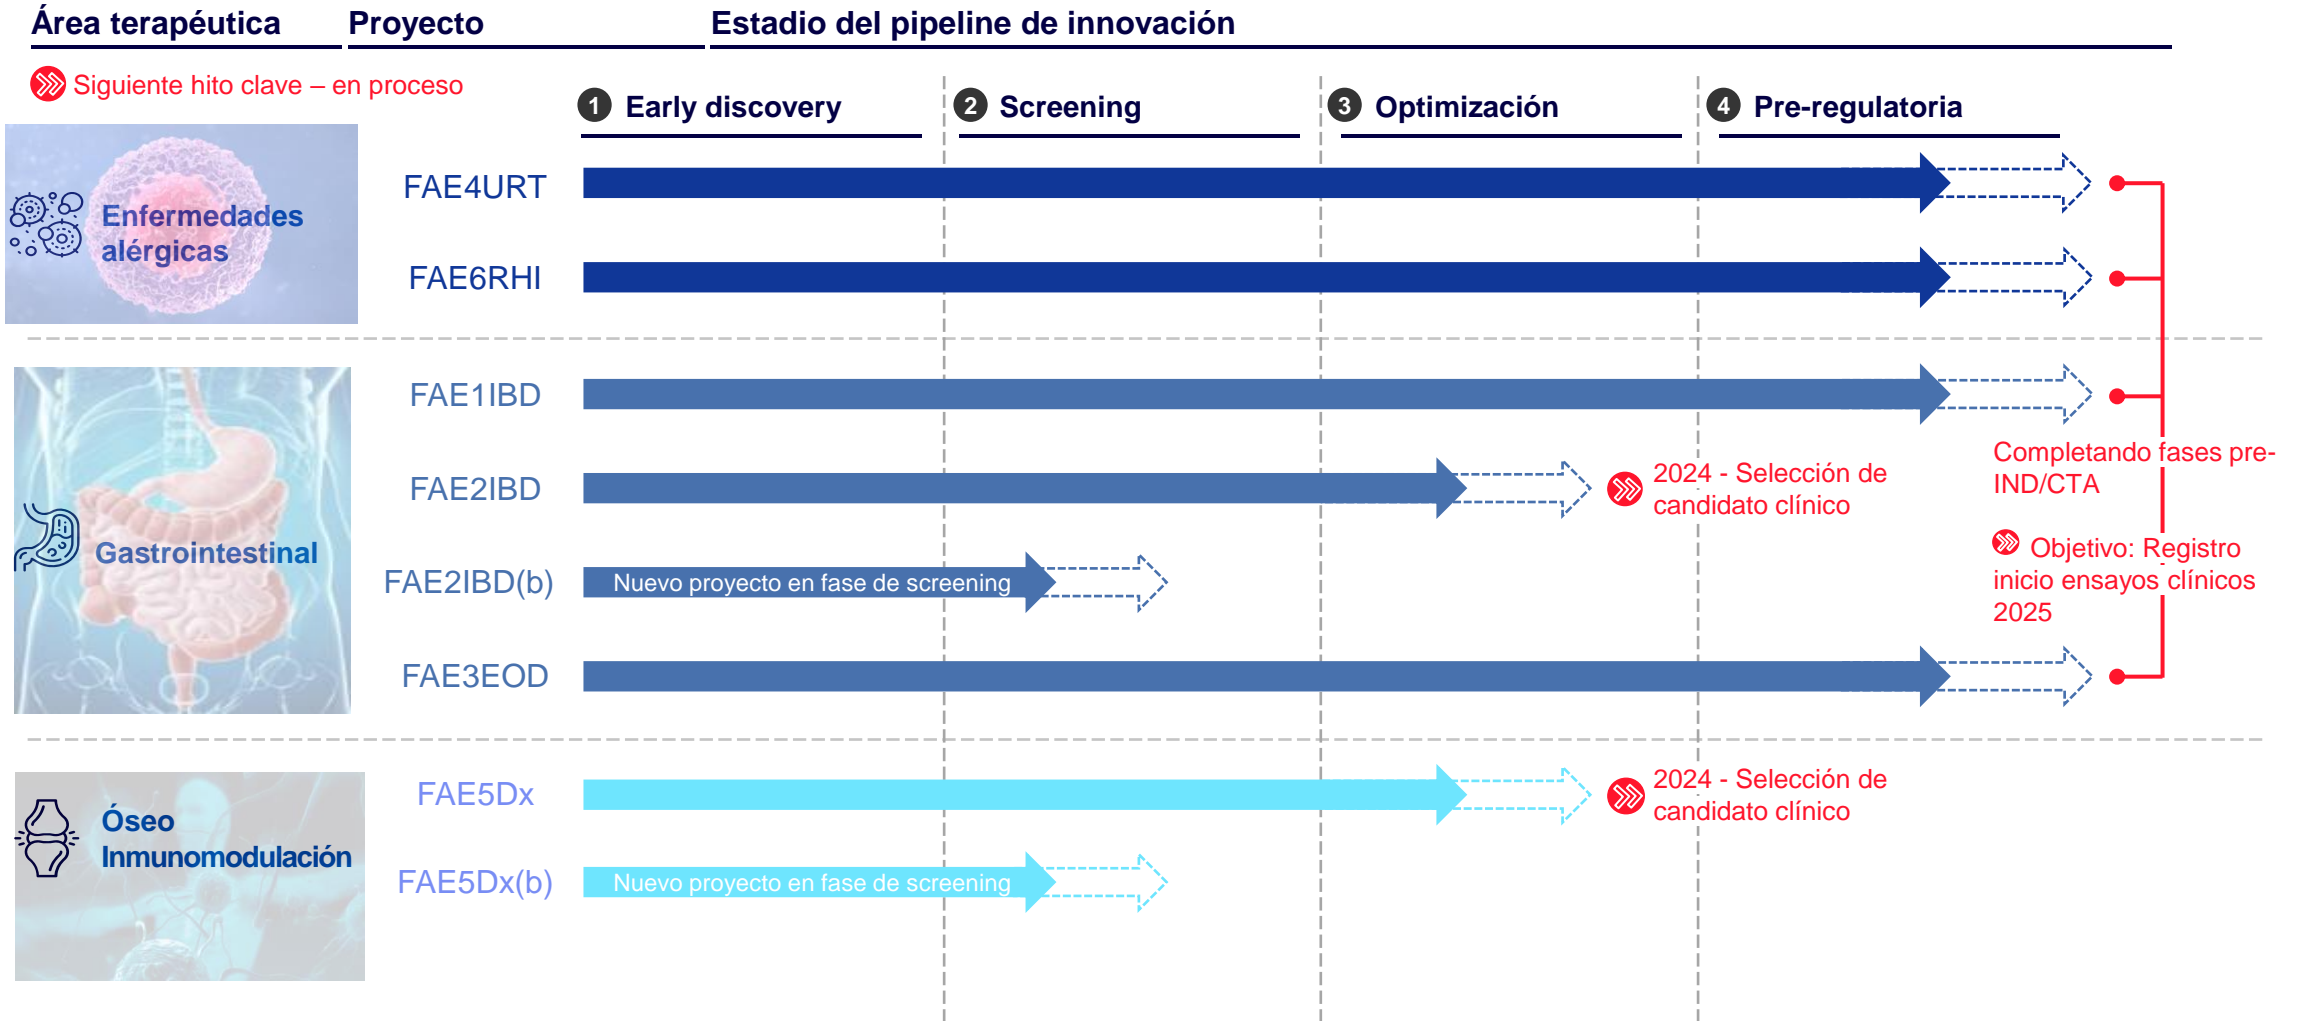 Área terapéutica
Proyecto
Estadio del pipeline de innovación
Siguiente hito clave – en proceso
1 Early discovery
2 Screening
3 Optimización
4 Pre-regulatoria
Enfermedades
alérgicas
FAE4URT
FAE6RHI
Gastrointestinal
FAE1IBD
FAE2IBD
2024 - Selección de
candidato clínico
FAE2IBD(b)
Nuevo proyecto en fase de screening
FAE3EOD
Completando fases pre-
IND/CTA
Objetivo: Registro
inicio ensayos clínicos
2025
Óseo
Inmunomodulación
FAE5Dx
2024 - Selección de
candidato clínico
FAE5Dx(b)
Nuevo proyecto en fase de screening